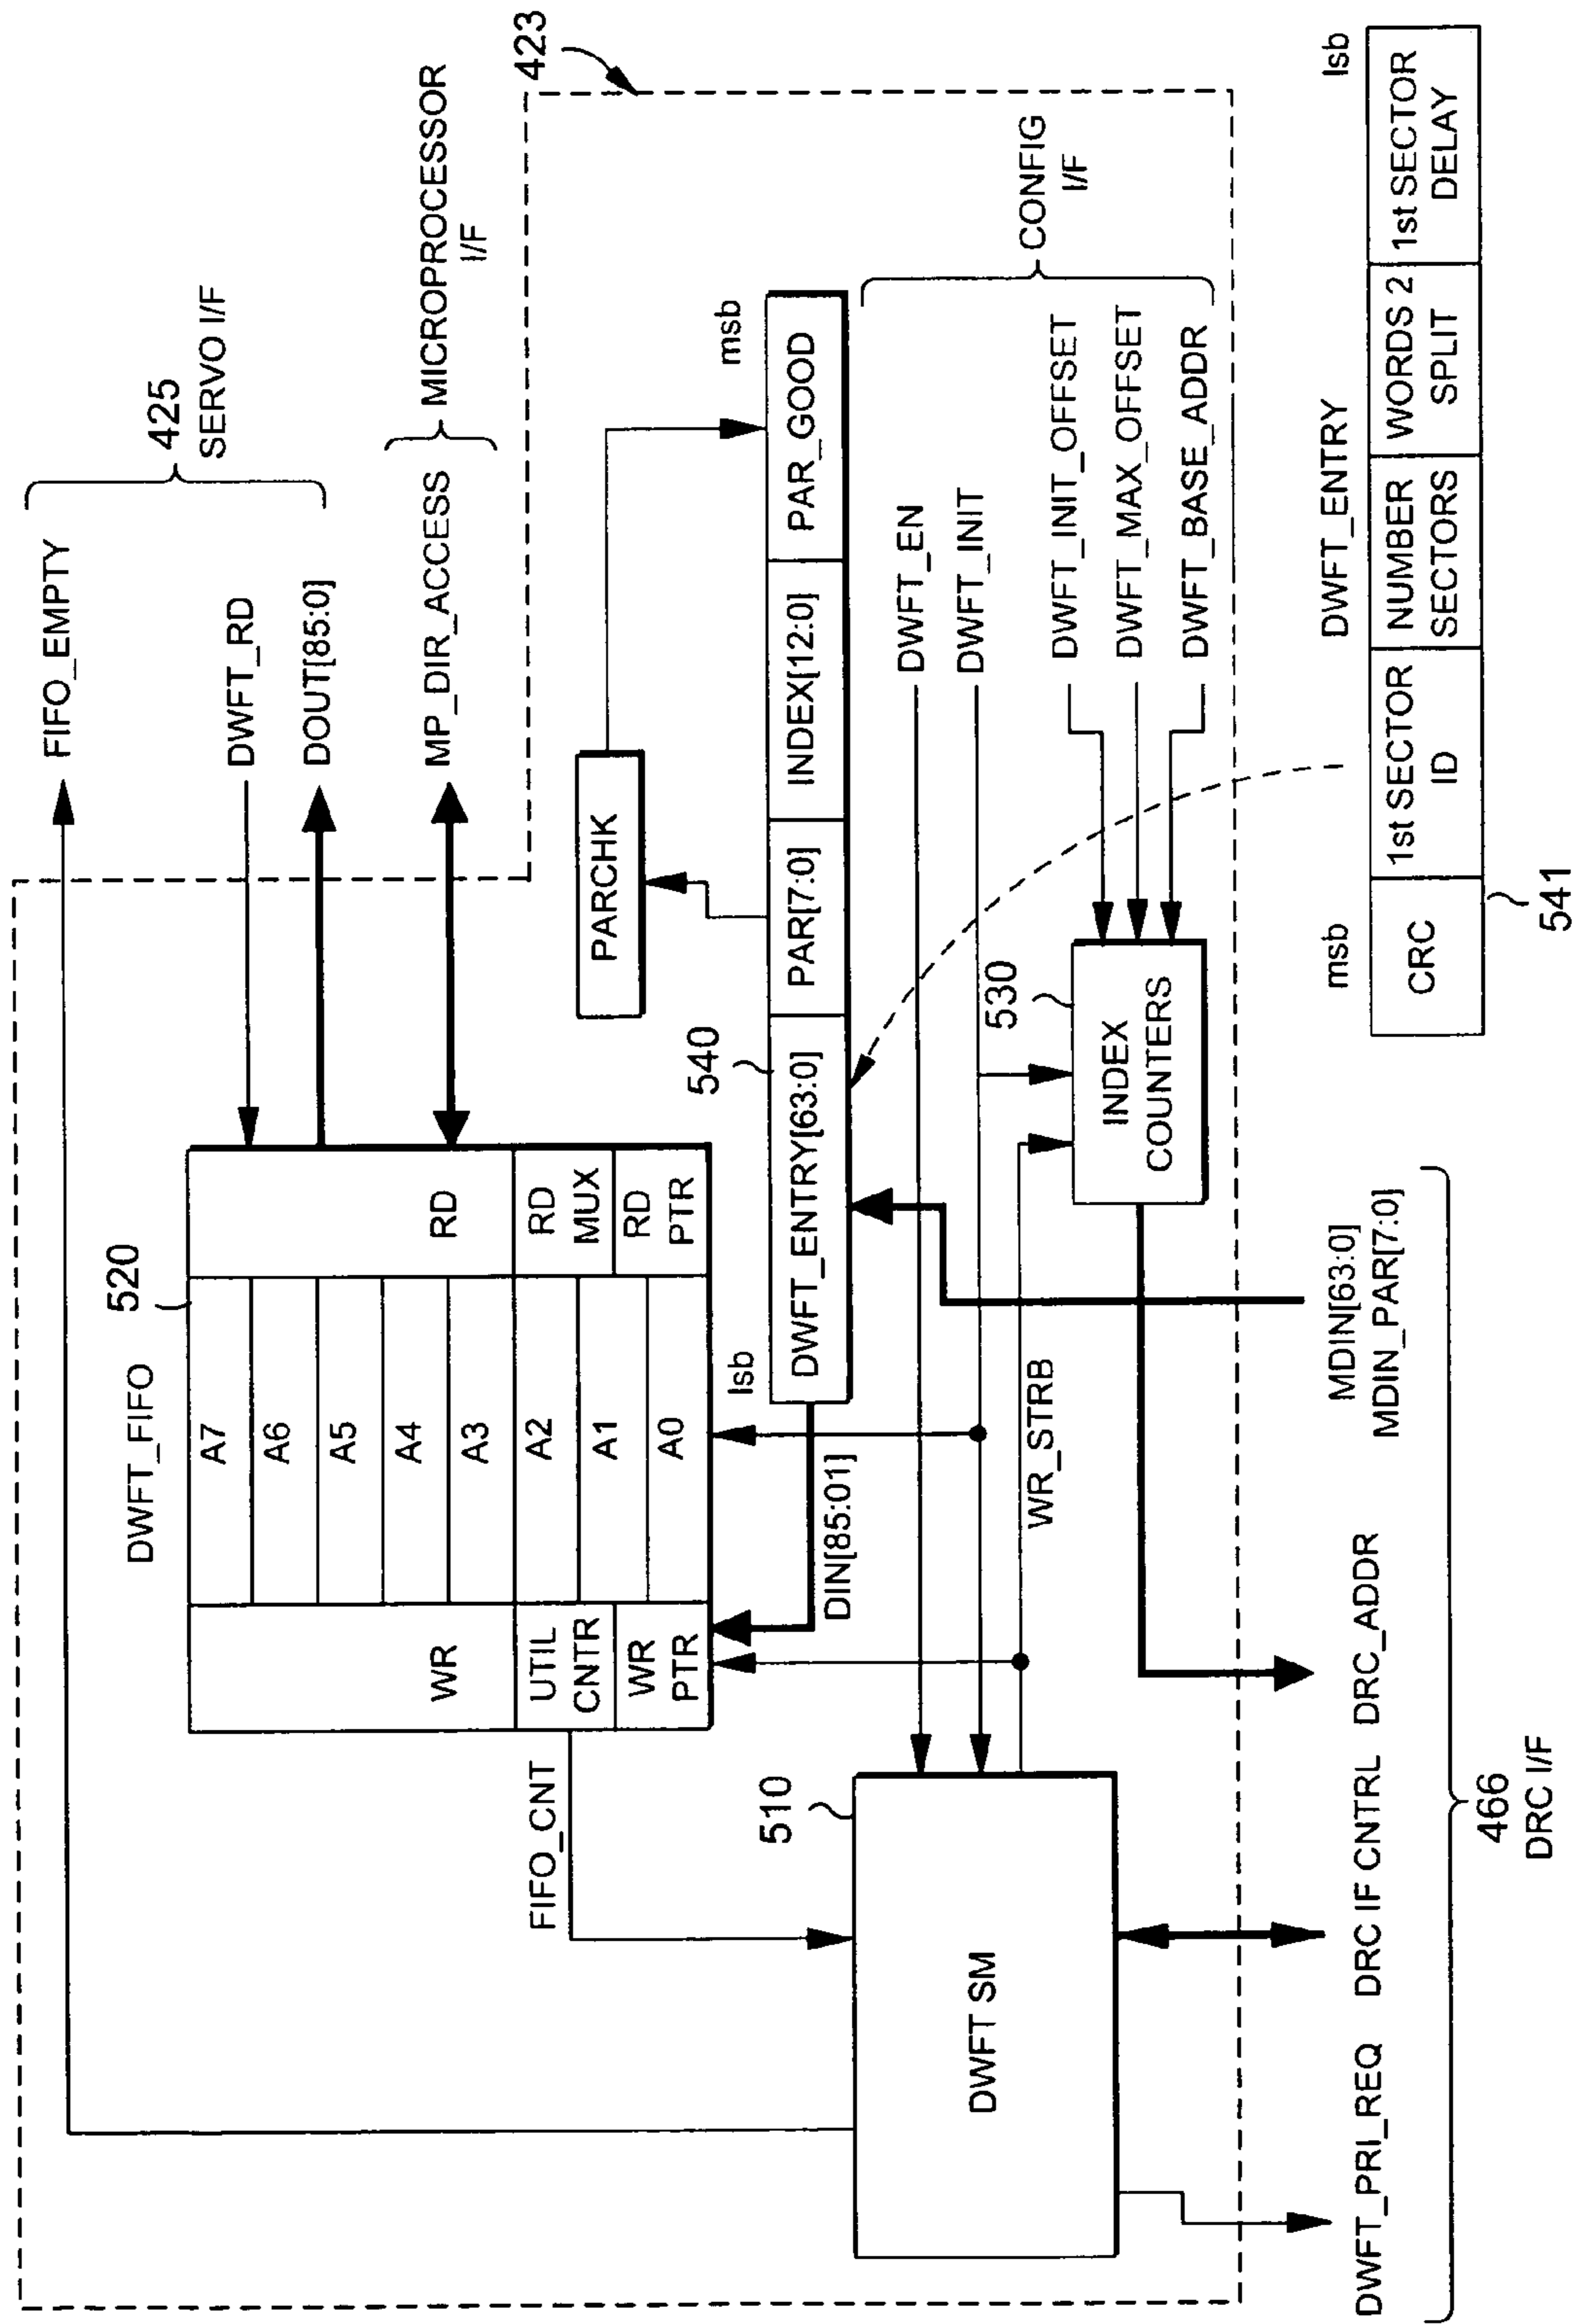 FIFO_EMPTY
DWFT_RD
DOUT[85:0]
425
SERVO I/F
MP_DIR_ACCESS
MICROPROCESSOR
I/F
423
DWFT_FIFO
520
WR
UTIL
CNTR
WR
PTR
A7
A6
A5
A4
A3
A2
A1
A0
RD
RD
MUX
RD
PTR
FIFO_CNT
DIN[85:01]
PARCHK
lsb
540
msb
DWFT_ENTRY[63:0]
PAR[7:0]
INDEX[12:0]
PAR_GOOD
510
DWFT SM
DWFT_EN
DWFT_INIT
WR_STRB
530
INDEX
COUNTERS
DWFT_INIT_OFFSET
DWFT_MAX_OFFSET
DWFT_BASE_ADDR
CONFIG
I/F
DWFT_PRI_REQ
DRC IF CNTRL
DRC_ADDR
MDIN[63:0]
MDIN_PAR[7:0]
466
DRC I/F
DWFT_ENTRY
msb
lsb
CRC
1st SECTOR
ID
NUMBER
SECTORS
WORDS 2
SPLIT
1st SECTOR
DELAY
541